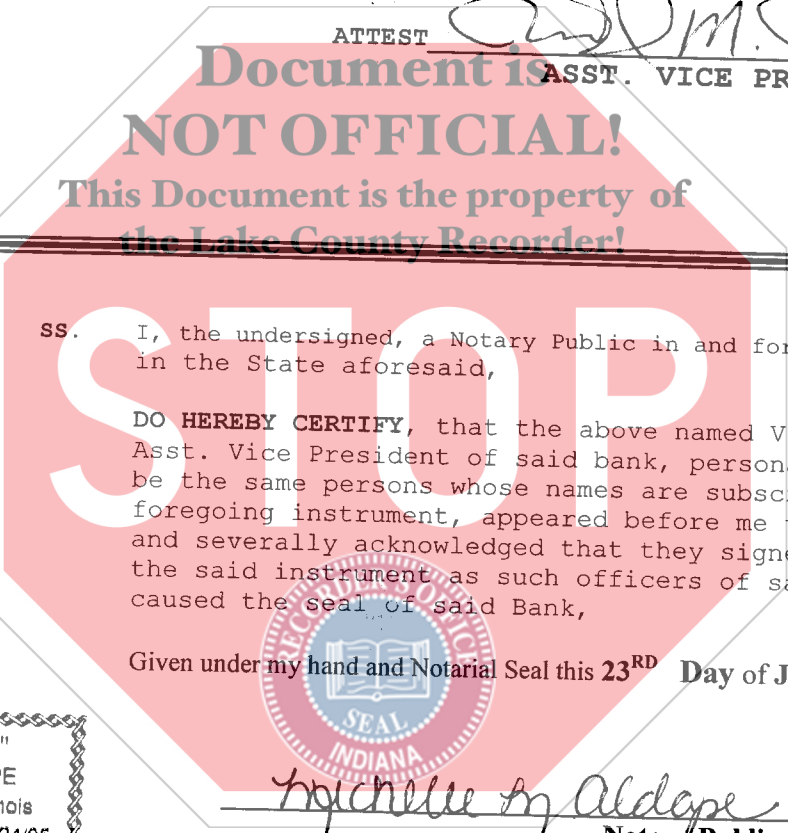 ATTEST
Document is
ASST. VICE PR
NOT OFFICIAL!
This Document is the property of
the Lake County Recorder!
STOP
SS. I, the undersigned, a Notary Public in and for
in the State aforesaid,
DO HEREBY CERTIFY, that the above named V
Asst. Vice President of said bank, person
be the same persons whose names are subsc
foregoing instrument, appeared before me
and severally acknowledged that they signe
the said instrument as such officers of sa
caused the seal of said Bank,
Given under my hand and Notarial Seal this 23RD Day of J
RECORDER'S OFFICE
SEAL
INDIANA
PE
nois
Michelle M Aldape